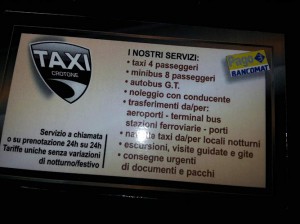 TAXI
CROTONE
Servizio a chiamata
o su prenotazione 24h su 24h
Tariffe uniche senza variazioni
di notturno/festivo
I NOSTRI SERVIZI:
• taxi 4 passeggeri
• minibus 8 passeggeri
• autobus G.T.
• noleggio con conducente
• trasferimenti da/per:
aeroporti - terminal bus
stazioni ferroviarie - porti
• taxi da/per locali notturni
• escursioni, visite guidate e gite
• consegne urgenti
di documenti e pacchi
Pago
BANCOMAT